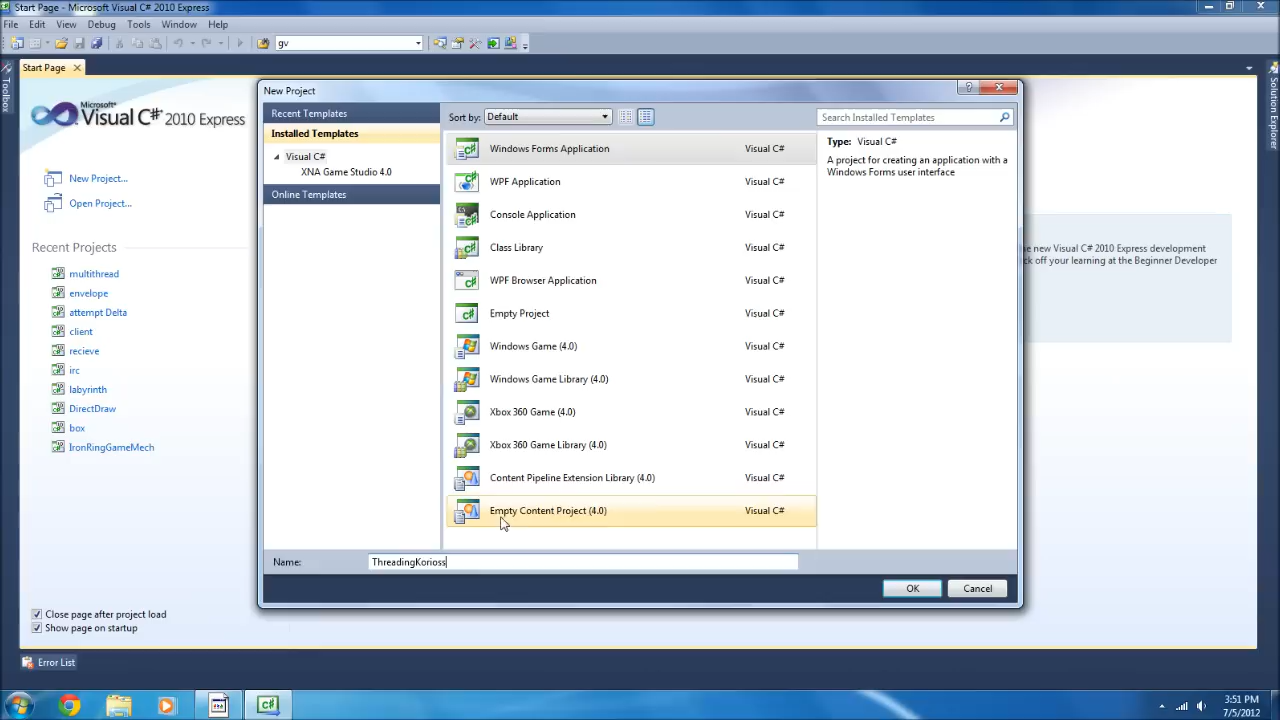 Start Page - Microsoft Visual C# 2010 Express
File Edit View Debug Tools Window Help
gv
Start Page
Toolbox
Solution Explorer
Microsoft®
Visual C# 2010 Express
New Project...
Open Project...
Recent Projects
multithread
envelope
attempt Delta
client
recieve
irc
labyrinth
DirectDraw
box
IronRingGameMech
Close page after project load
Show page on startup
Error List
New Project
Recent Templates
Installed Templates
Visual C#
XNA Game Studio 4.0
Online Templates
Sort by: Default
Search Installed Templates
Windows Forms Application Visual C#
WPF Application Visual C#
Console Application Visual C#
Class Library Visual C#
WPF Browser Application Visual C#
Empty Project Visual C#
Windows Game (4.0) Visual C#
Windows Game Library (4.0) Visual C#
Xbox 360 Game (4.0) Visual C#
Xbox 360 Game Library (4.0) Visual C#
Content Pipeline Extension Library (4.0) Visual C#
Empty Content Project (4.0) Visual C#
Type: Visual C#
A project for creating an application with a
Windows Forms user interface
Name: ThreadingKorioss
OK Cancel
e new Visual C# 2010 Express development
ck off your learning at the Beginner Developer
3:51 PM
7/5/2012